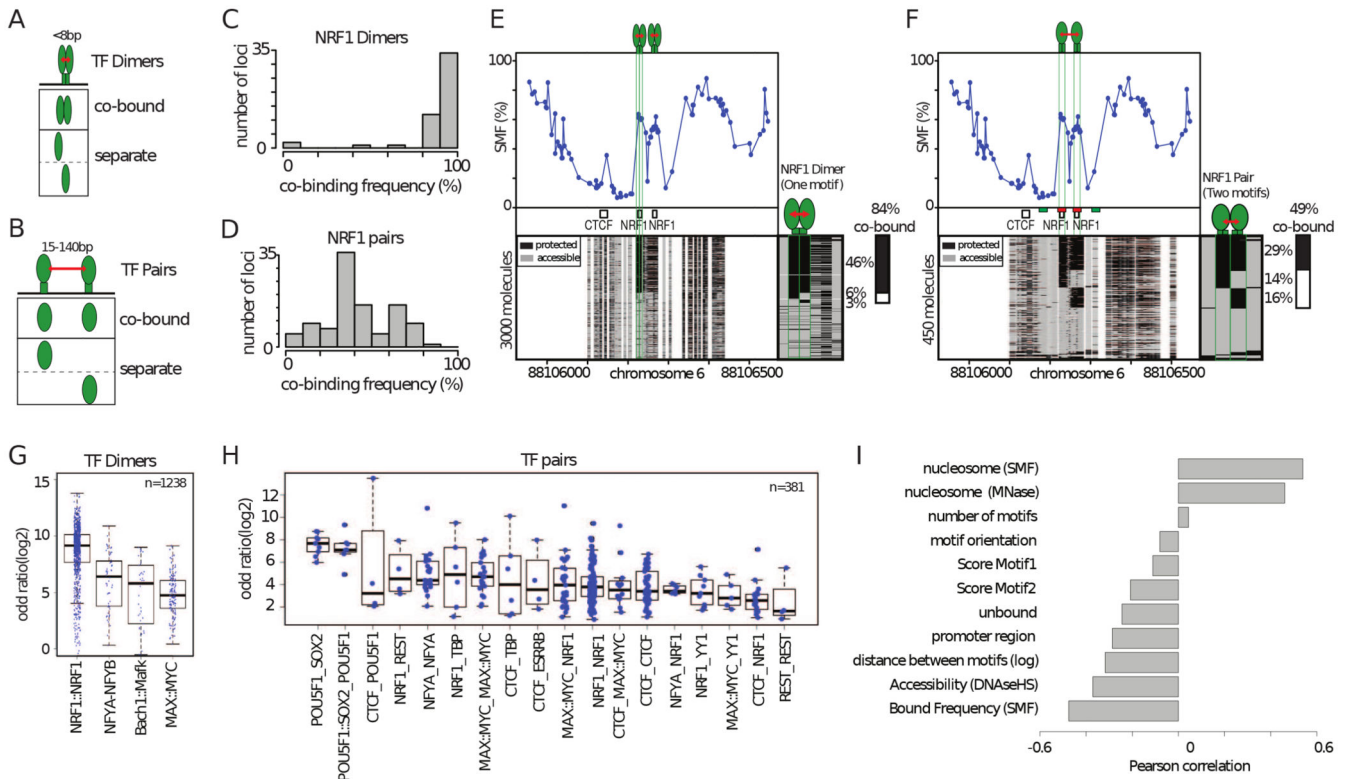 A
<8bp
TF Dimers
co-bound
separate
B
15-140bp
TF Pairs
co-bound
separate
C
NRF1 Dimers
number of loci
35
0
0
100
co-binding frequency (%)
D
NRF1 pairs
number of loci
35
0
0
100
co-binding frequency (%)
E
SMF (%)
100
0
CTCF
NRF1
NRF1
protected
accessible
3000 molecules
88106000
chromosome 6
88106500
NRF1 Dimer
(One motif)
84%
co-bound
46%
6%
3%
F
SMF (%)
100
0
CTCF
NRF1
NRF1
protected
accessible
450 molecules
88106000
chromosome 6
88106500
NRF1 Pair
(Two motifs)
49%
co-bound
29%
14%
16%
G
TF Dimers
n=1238
odd ratio(log2)
15
10
5
0
NRF1::NRF1
NFYA-NFYB
Bach1::Mafk
MAX::MYC
H
TF pairs
n=381
odd ratio(log2)
12
10
8
6
4
2
POU5F1_SOX2
POU5F1::SOX2_POU5F1
CTCF_POU5F1
NRF1_REST
NFYA_NFYA
NRF1_TBP
MAX::MYC_MAX::MYC
CTCF_TBP
CTCF_ESRRB
MAX::MYC_NRF1
NRF1_NRF1
CTCF_MAX::MYC
CTCF_CTCF
NFYA_NRF1
NRF1_YY1
MAX::MYC_YY1
CTCF_NRF1
REST_REST
I
nucleosome (SMF)
nucleosome (MNase)
number of motifs
motif orientation
Score Motif1
Score Motif2
unbound
promoter region
distance between motifs (log)
Accessibility (DNAseHS)
Bound Frequency (SMF)
-0.6
0
0.6
Pearson correlation